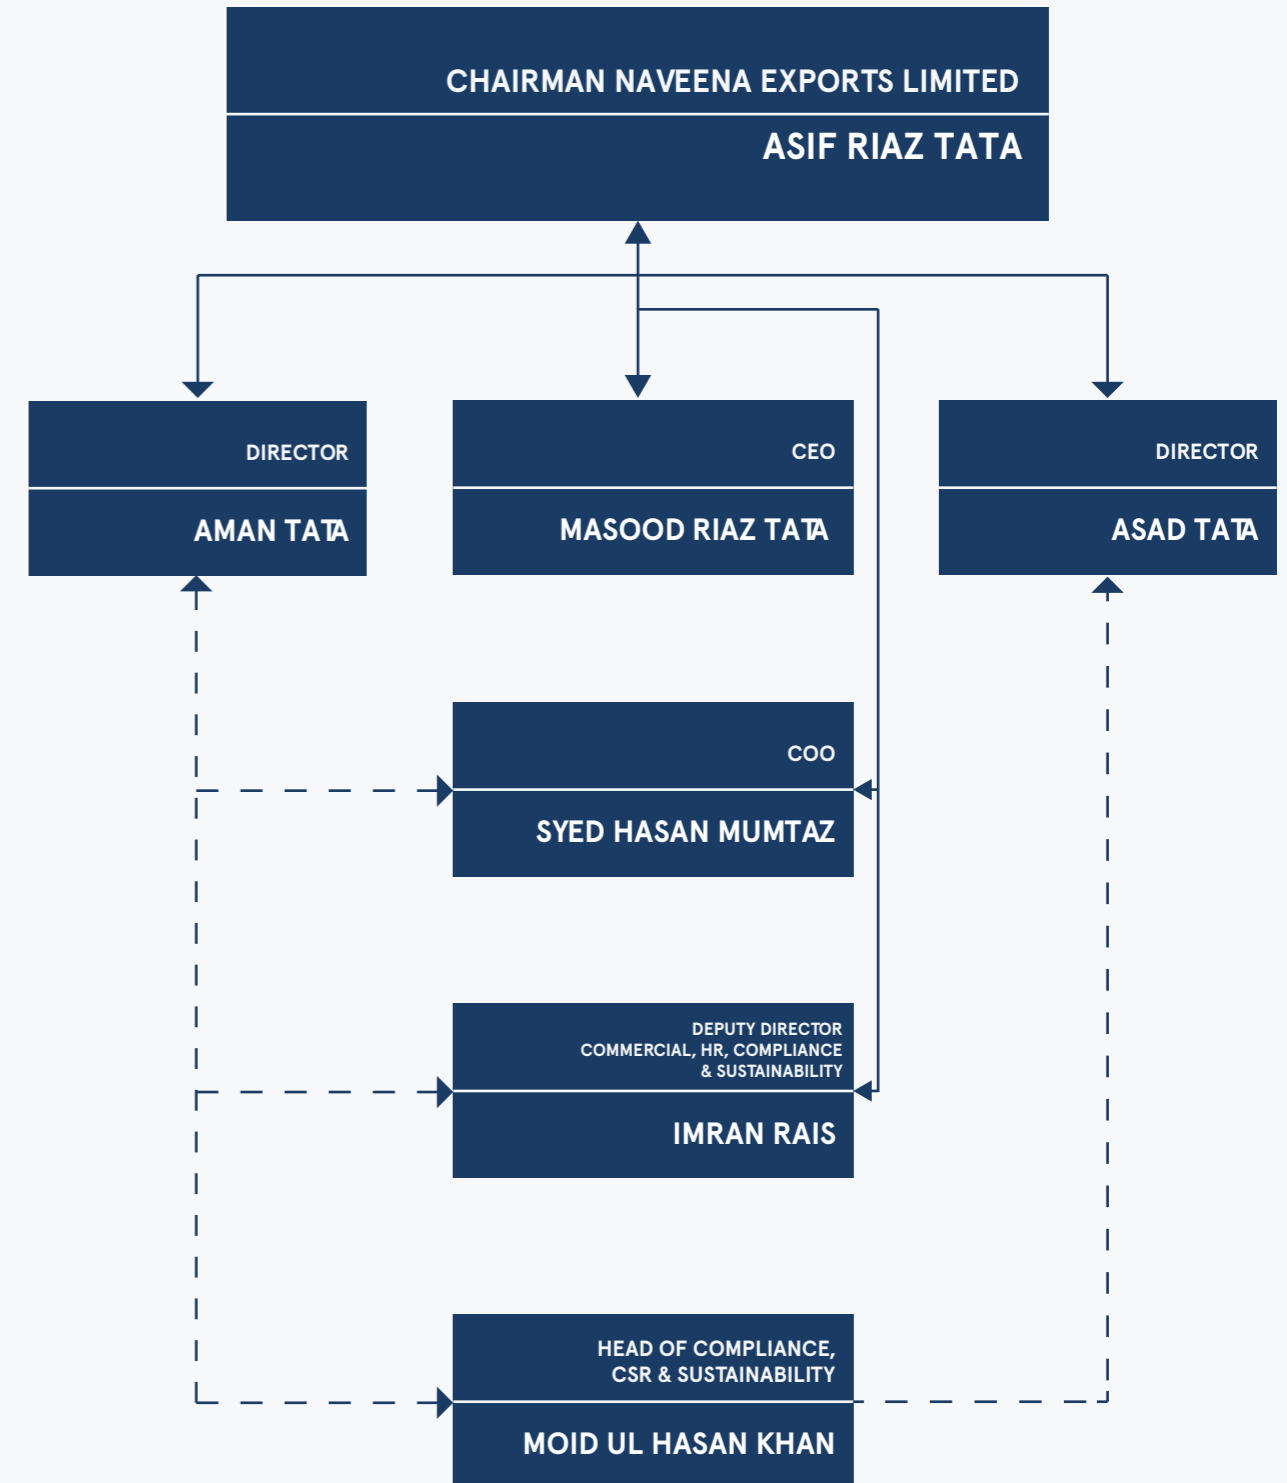 CHAIRMAN NAVEENA EXPORTS LIMITED
ASIF RIAZ TATA
DIRECTOR
AMAN TATA
CEO
MASOOD RIAZ TATA
DIRECTOR
ASAD TATA
COO
SYED HASAN MUMTAZ
DEPUTY DIRECTOR
COMMERCIAL, HR, COMPLIANCE
& SUSTAINABILITY
IMRAN RAIS
HEAD OF COMPLIANCE,
CSR & SUSTAINABILITY
MOID UL HASAN KHAN